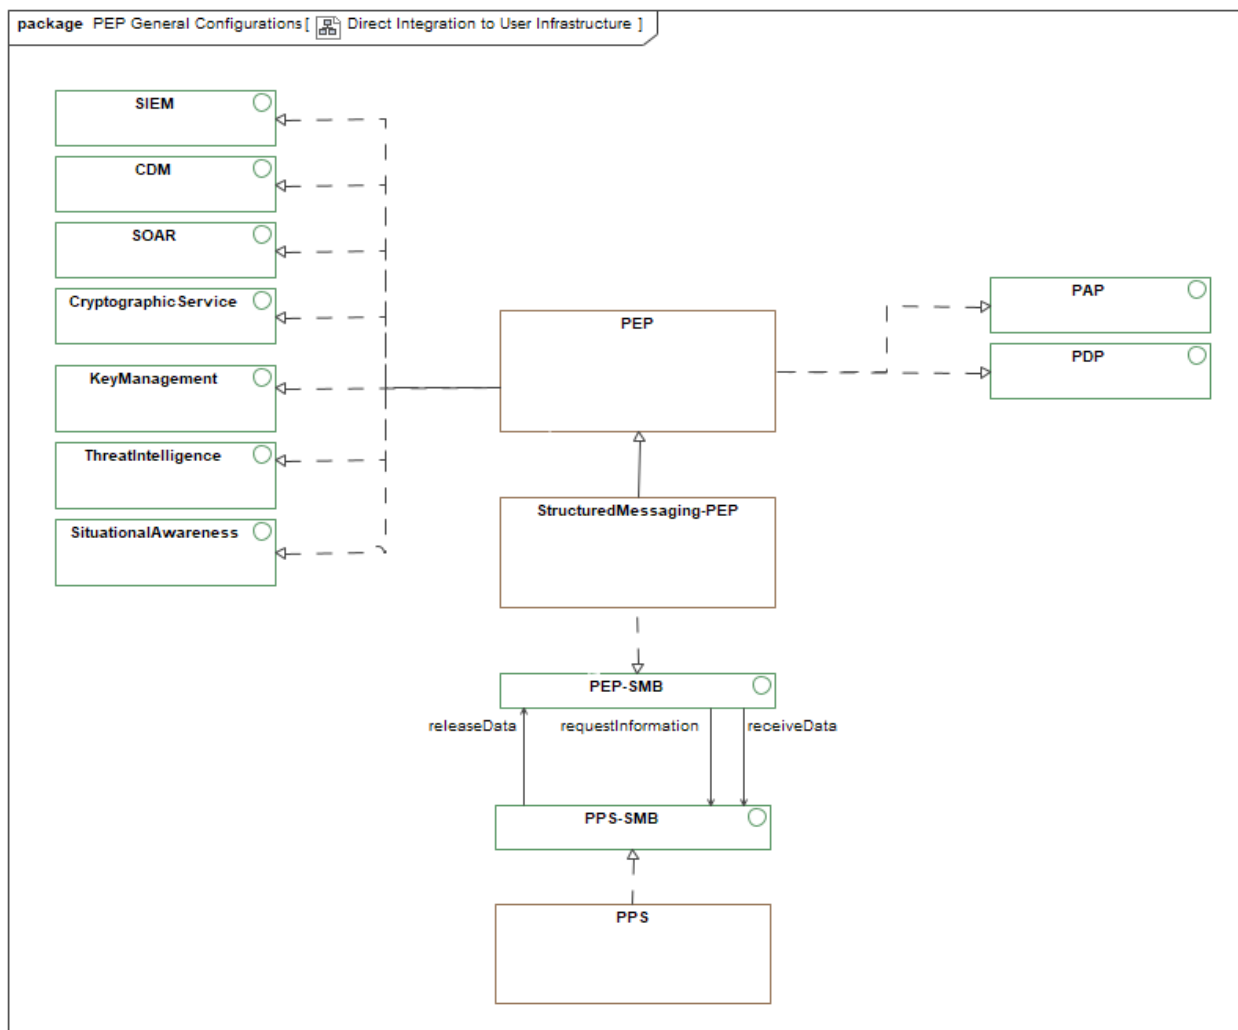 package PEP General Configurations [ Direct Integration to User Infrastructure ]
SIEM
CDM
SOAR
CryptographicService
KeyManagement
ThreatIntelligence
SituationalAwareness
PEP
PAP
PDP
StructuredMessaging-PEP
PEP-SMB
releaseData requestInformation receiveData
PPS-SMB
PPS